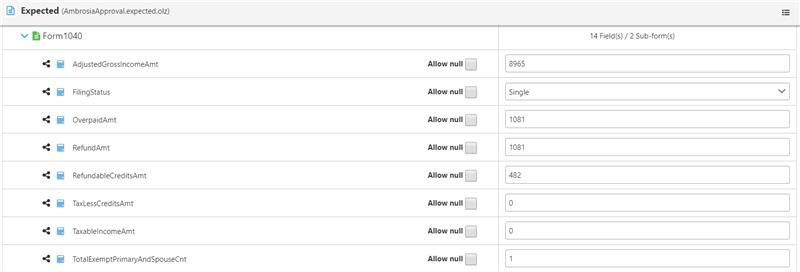 Expected (AmbrosiaApproval.expected.olz)
Form1040 14 Field(s) / 2 Sub-form(s)
AdjustedGrossIncomeAmt Allow null 8965
FilingStatus Allow null Single
OverpaidAmt Allow null 1081
RefundAmt Allow null 1081
RefundableCreditsAmt Allow null 482
TaxLessCreditsAmt Allow null 0
TaxableIncomeAmt Allow null 0
TotalExemptPrimaryAndSpouseCnt Allow null 1